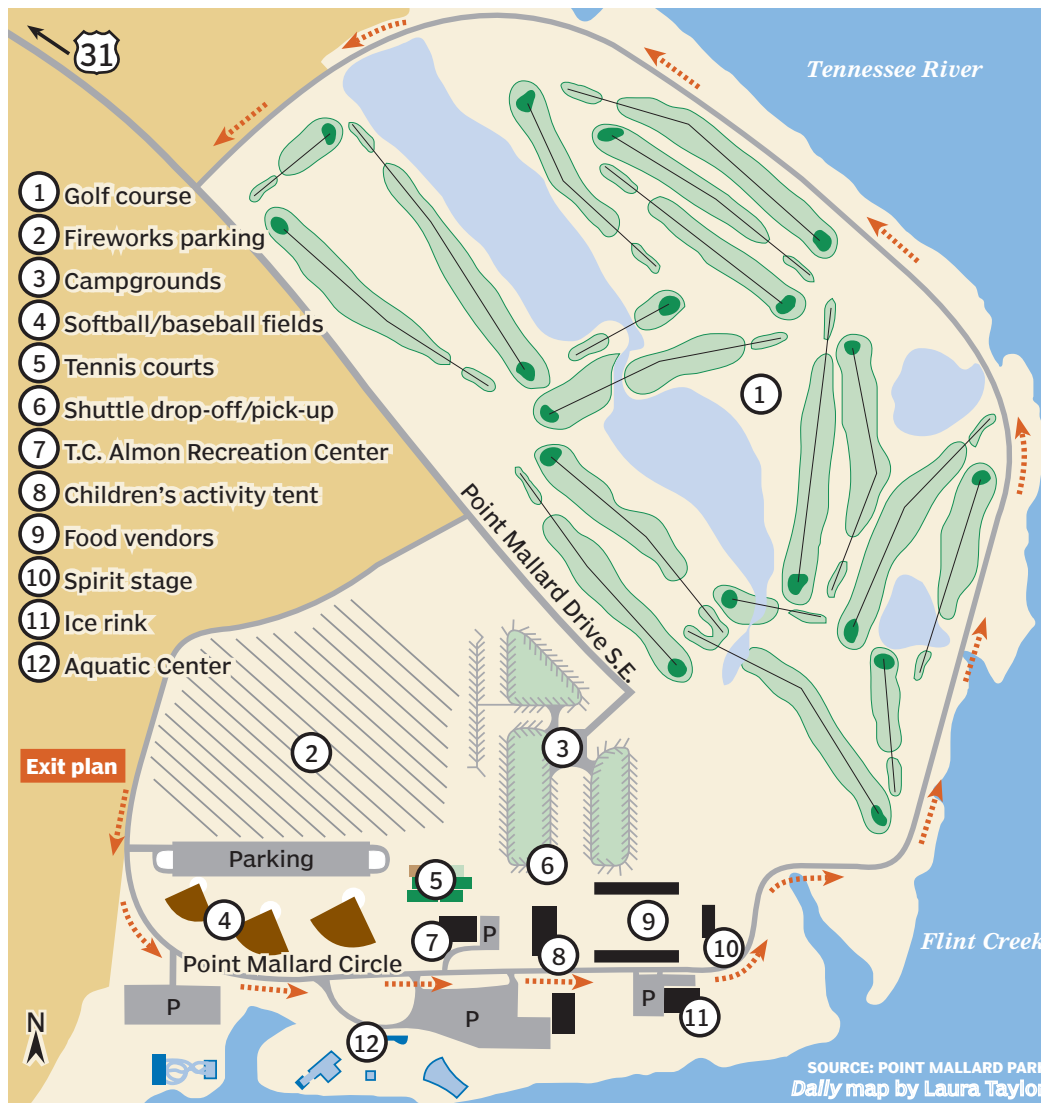 31
Tennessee River
1 Golf course
2 Fireworks parking
3 Campgrounds
4 Softball/baseball fields
5 Tennis courts
6 Shuttle drop-off/pick-up
7 T.C. Almon Recreation Center
8 Children's activity tent
9 Food vendors
10 Spirit stage
11 Ice rink
12 Aquatic Center
1
Point Mallard Drive S.E.
2
3
Exit plan
Parking
6
5
4
7
P
8
9
10
Flint Creek
Point Mallard Circle
P
P
P
11
12
N
SOURCE: POINT MALLARD PARK
Daily map by Laura Taylor